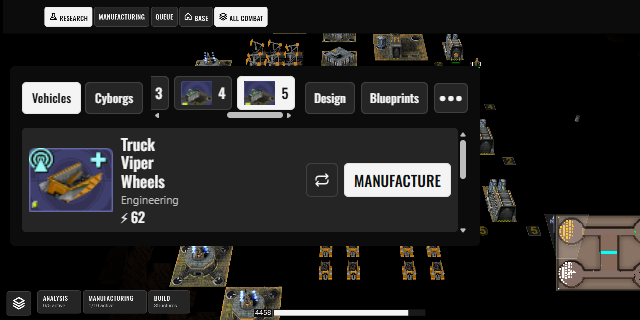 RESEARCH
MANUFACTURING
QUEUE
BASE
ALL COMBAT
Vehicles
Cyborgs
3
4
5
Design
Blueprints
•••
Truck
Viper
Wheels
Engineering
62
MANUFACTURE
ANALYSIS
MANUFACTURING
BUILD
4458